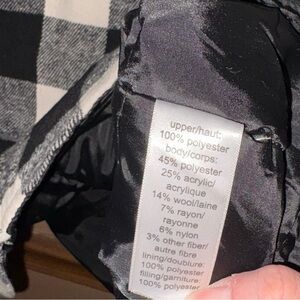 upper/haut:
100% polyester
body/corps:
45% polyester
25% acrylic/
acrylique
14% wool/laine
7% rayon/
rayonne
6% nylon
3% other fiber/
autre fibre
lining/doublure:
100% polyester
filling/garniture:
100% polyester